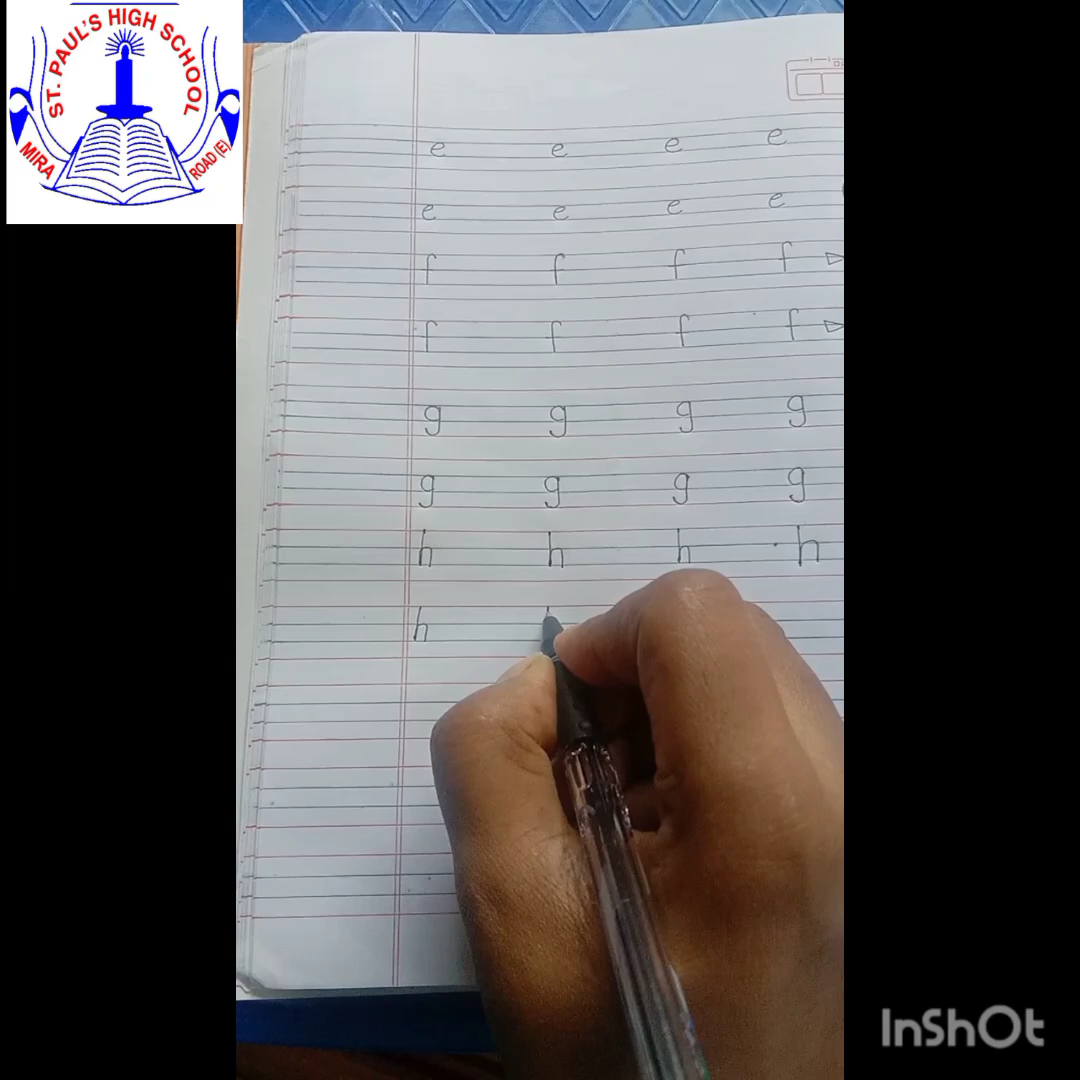 ST. PAUL'S HIGH SCHOOL
MIRA ROAD (E)
e e e e
e e e
e
f f f f
f f f f
g g g g
g g g g
h h h h
h
InShOt